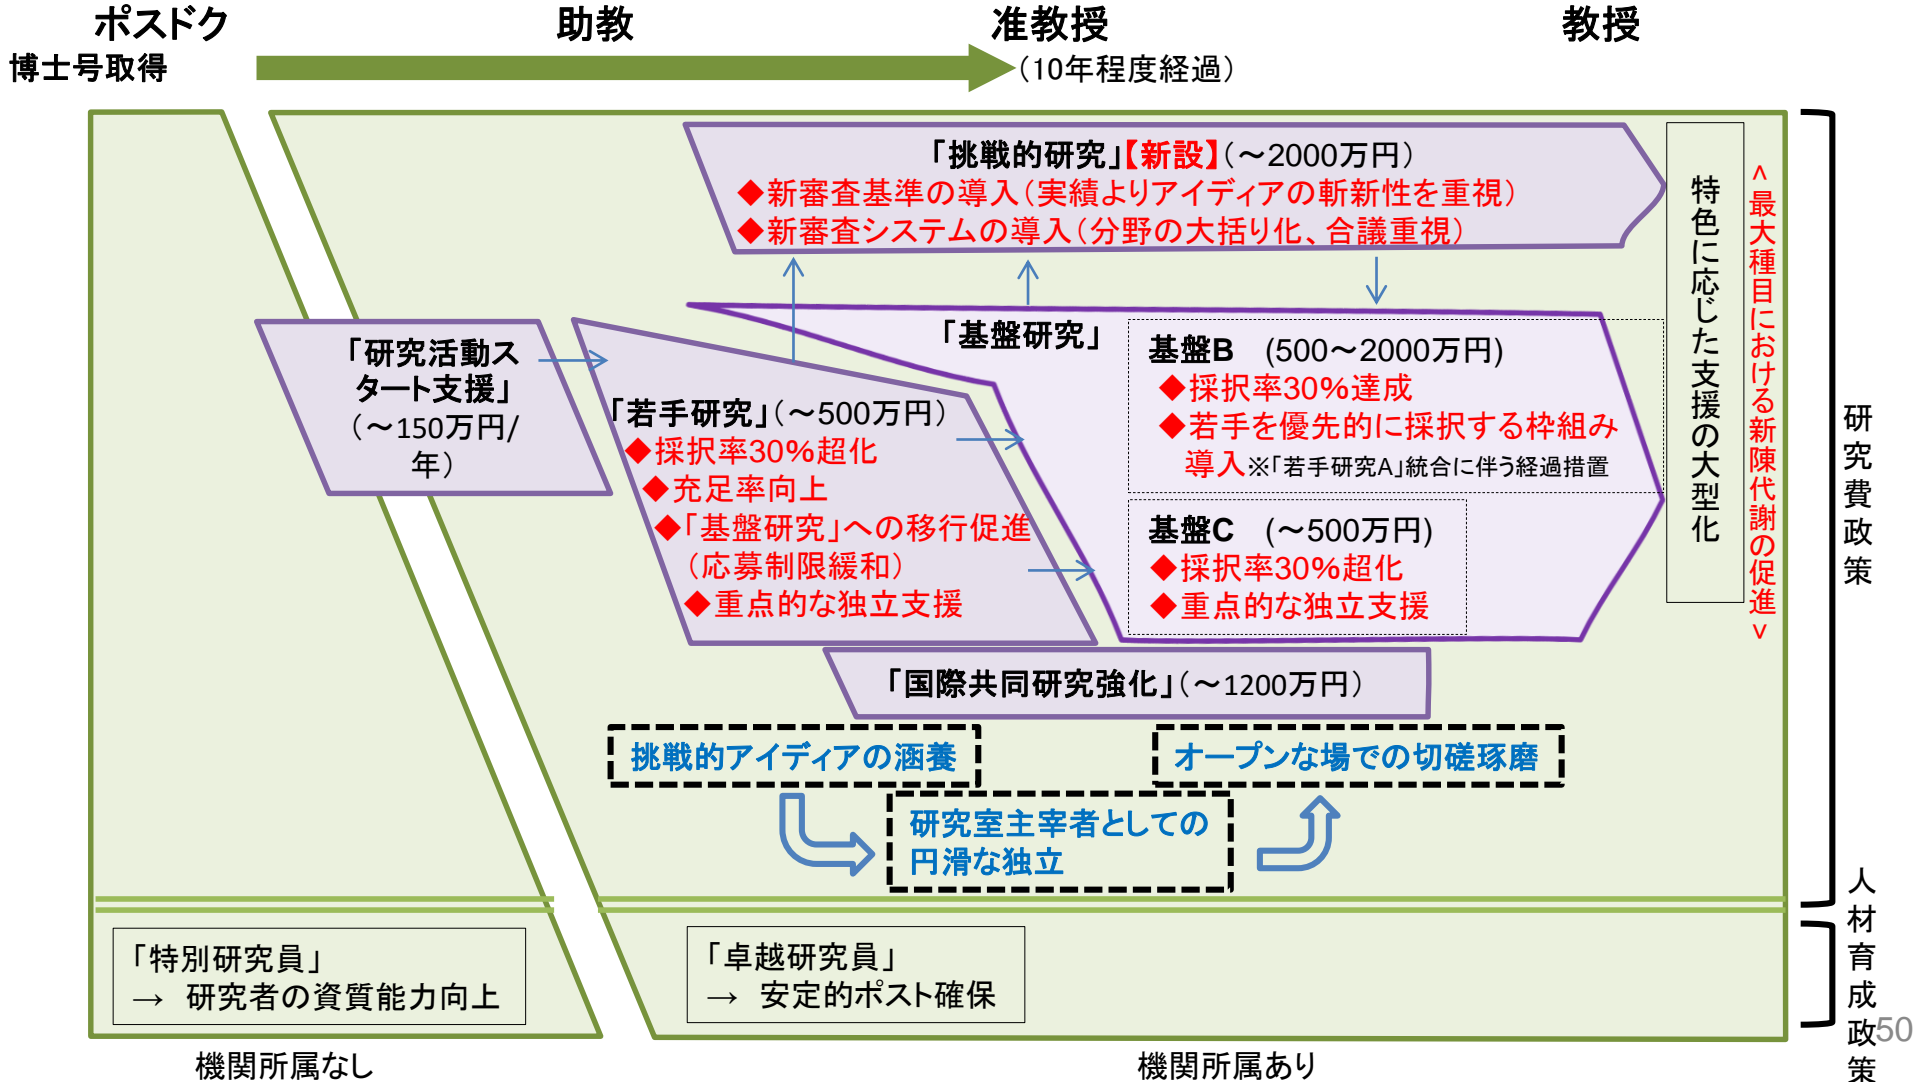 ポスドク
助教
准教授
教授
博士号取得
（10年程度経過）
「挑戦的研究」【新設】（～2000万円）
◆新審査基準の導入（実績よりアイディアの斬新性を重視）
◆新審査システムの導入（分野の大括り化、合議重視）
「研究活動ス
タート支援」
（～150万円/
年）
「若手研究」（～500万円）
◆採択率30%超化
◆充足率向上
◆「基盤研究」への移行促進
（応募制限緩和）
◆重点的な独立支援
「基盤研究」
基盤B　(500～2000万円)
◆採択率30%達成
◆若手を優先的に採択する枠組み
導入※「若手研究A」統合に伴う経過措置
基盤C　(～500万円)
◆採択率30%超化
◆重点的な独立支援
特色に応じた支援の大型化
＜最大種目における新陳代謝の促進＞
研究費政策
「国際共同研究強化」（～1200万円）
挑戦的アイディアの涵養
オープンな場での切磋琢磨
研究室主宰者としての
円滑な独立
「特別研究員」
→　研究者の資質能力向上
「卓越研究員」
→　安定的ポスト確保
人材育成政策
50
機関所属なし
機関所属あり